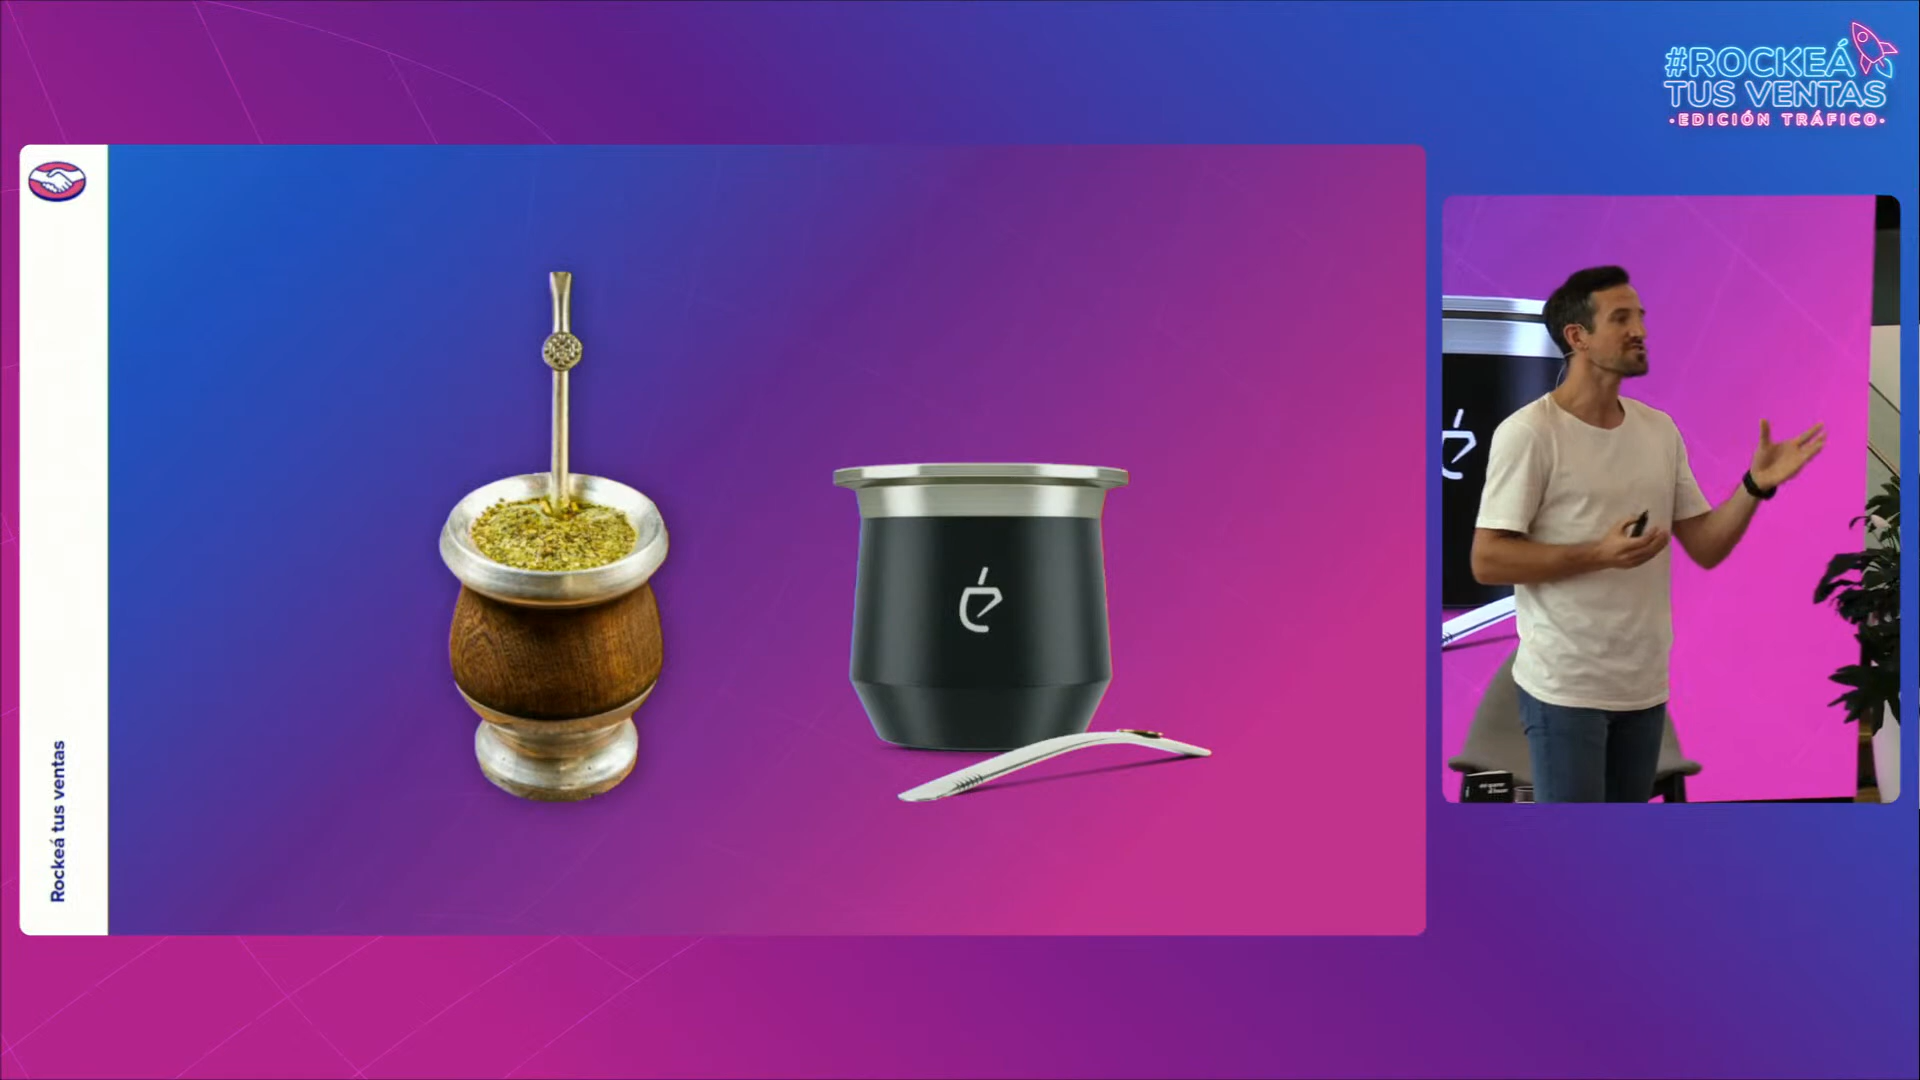 #ROCKEÁ
TUS VENTAS
•EDICIÓN TRÁFICO•
Rockeá tus ventas